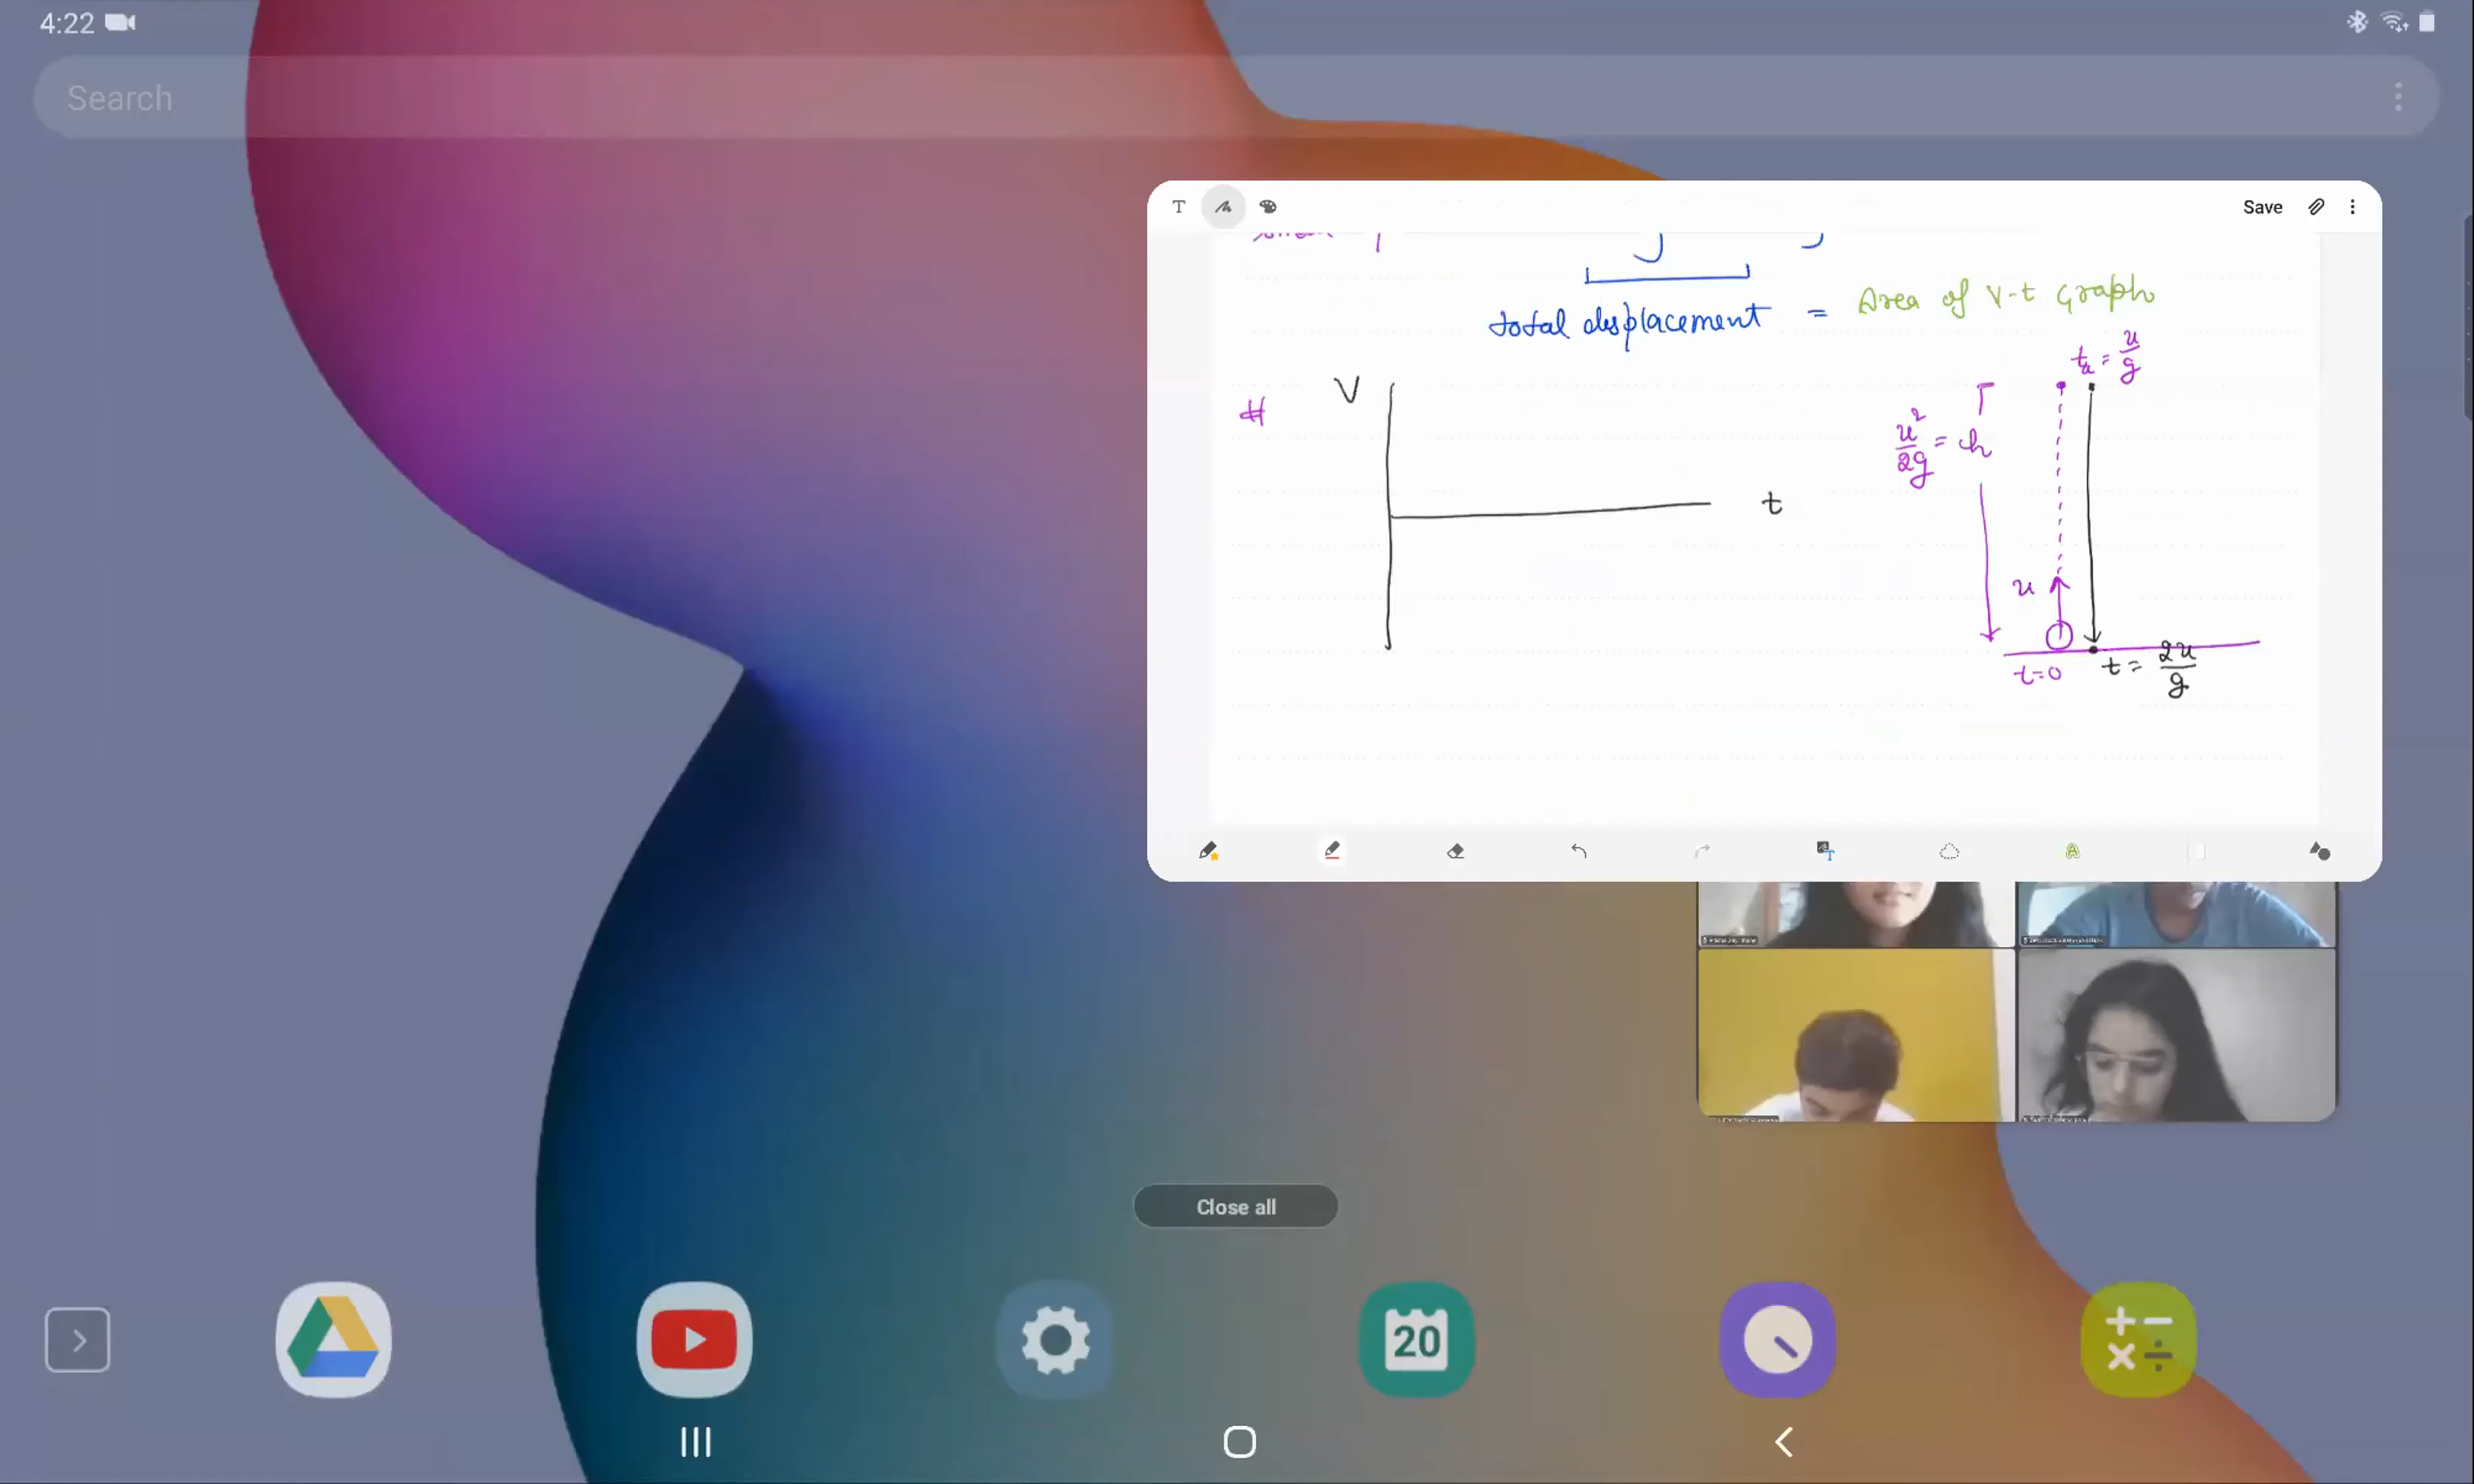 4:22
Search
T
Save
total displacement = Area of V-t Graph
#
V
t
u²/2g = h
tₐ = u/g
u
t=0
t = 2u/g
T
A
Close all
20